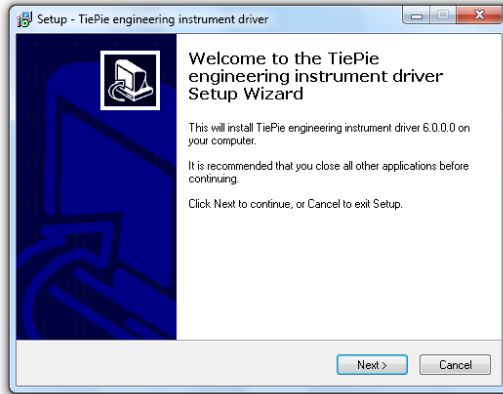 Setup - TiePie engineering instrument driver
Welcome to the TiePie
engineering instrument driver
Setup Wizard
This will install TiePie engineering instrument driver 6.0.0.0 on
your computer.
It is recommended that you close all other applications before
continuing.
Click Next to continue, or Cancel to exit Setup.
Next >
Cancel